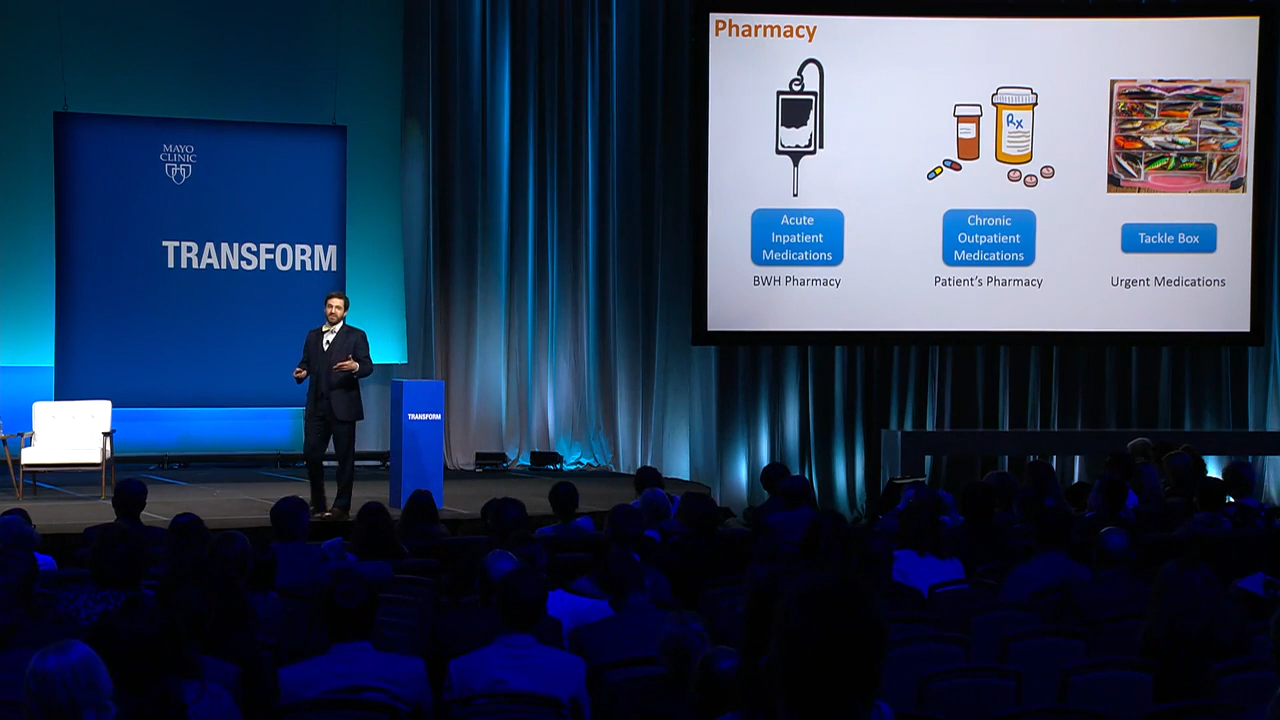 MAYO
CLINIC
TRANSFORM
TRANSFORM
Pharmacy
Rx
Acute
Inpatient
Medications
BWH Pharmacy
Chronic
Outpatient
Medications
Patient's Pharmacy
Tackle Box
Urgent Medications